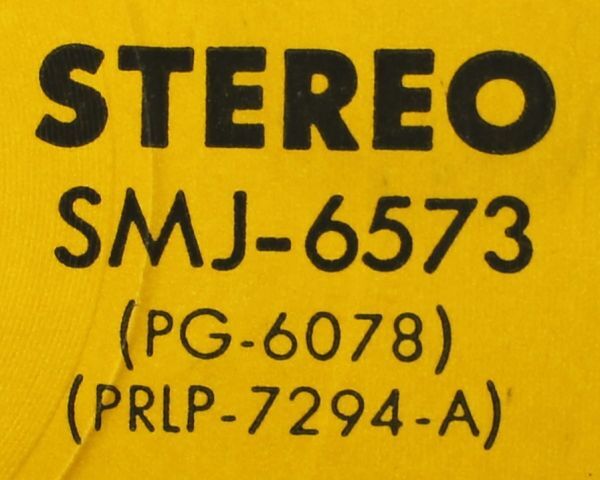 STEREO
SMJ-6573
(PG-6078)
(PRLP-7294-A)